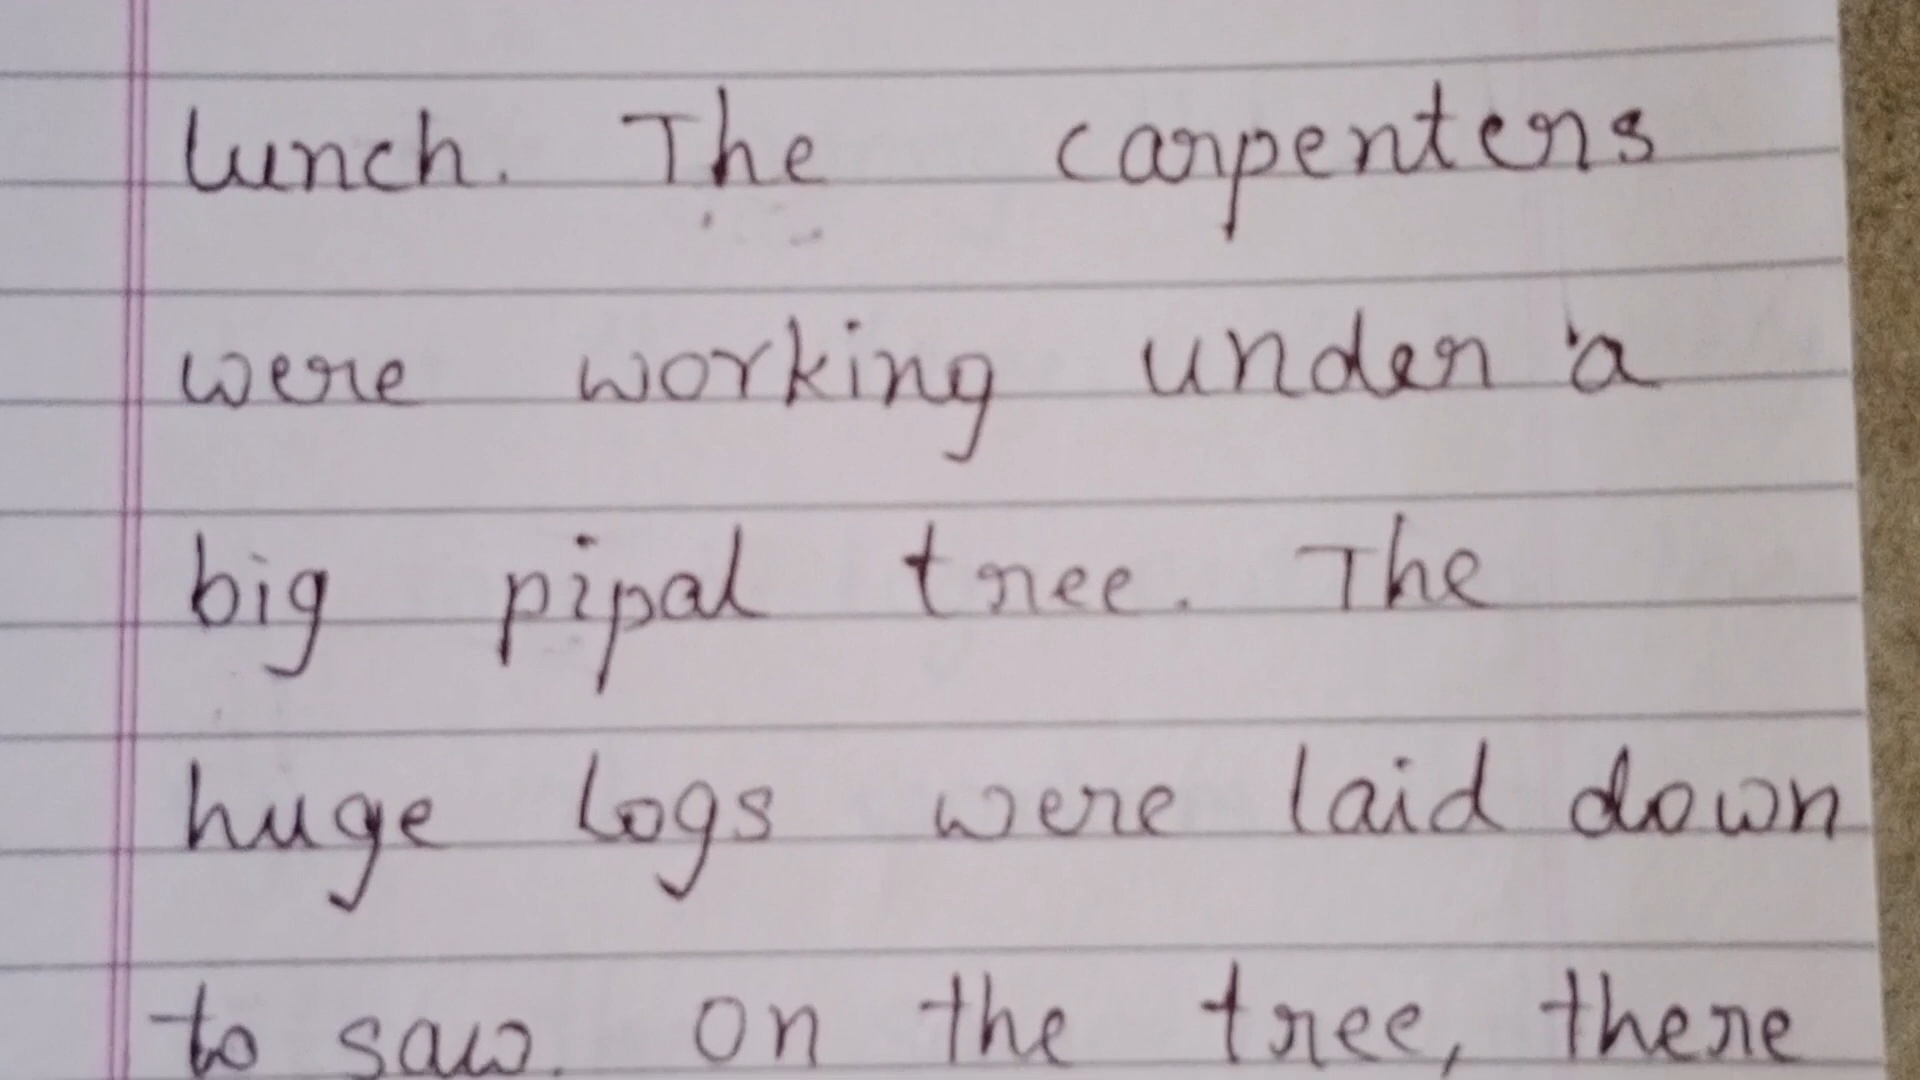 lunch. The carpenters
were working under a
big pipal tree. The
huge logs were laid down
to saw. On the tree, there